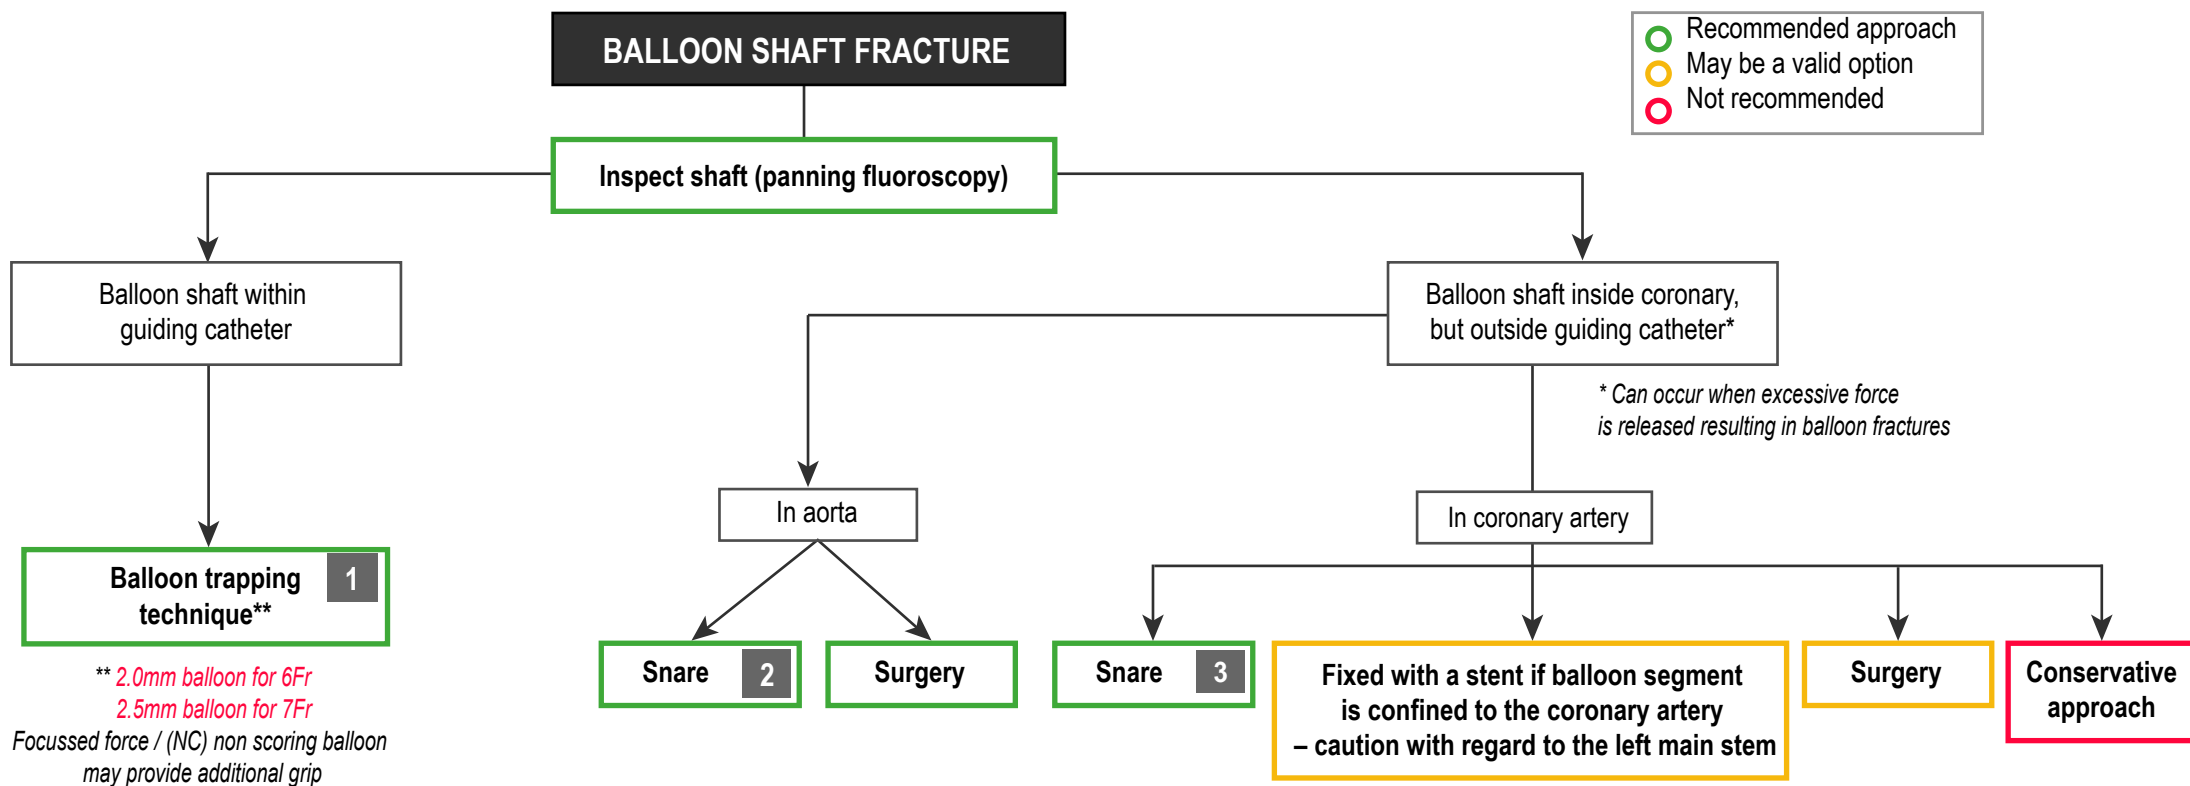 BALLOON SHAFT FRACTURE
Recommended approach
May be a valid option
Not recommended
Inspect shaft (panning fluoroscopy)
Balloon shaft within
guiding catheter
Balloon shaft inside coronary,
but outside guiding catheter*
* Can occur when excessive force
is released resulting in balloon fractures
In aorta
In coronary artery
Balloon trapping
technique**
1
** 2.0mm balloon for 6Fr
2.5mm balloon for 7Fr
Focussed force / (NC) non scoring balloon
may provide additional grip
Snare
2
Surgery
Snare
3
Fixed with a stent if balloon segment
is confined to the coronary artery
– caution with regard to the left main stem
Surgery
Conservative
approach